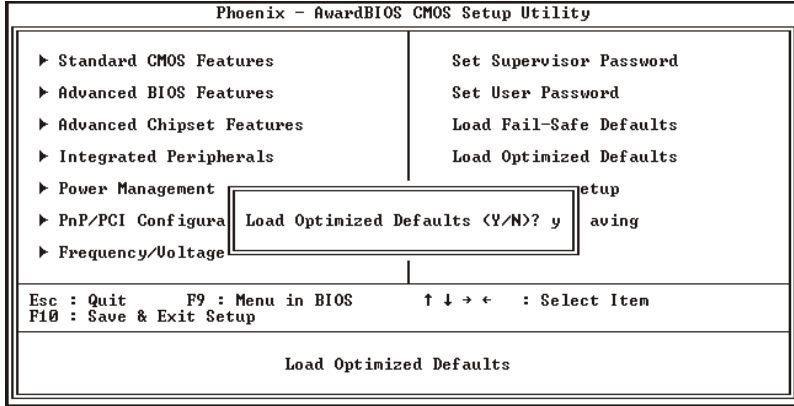 Phoenix - AwardBIOS CMOS Setup Utility
▶ Standard CMOS Features
▶ Advanced BIOS Features
▶ Advanced Chipset Features
▶ Integrated Peripherals
▶ Power Management
▶ PnP/PCI Configura
▶ Frequency/Voltage
Set Supervisor Password
Set User Password
Load Fail-Safe Defaults
Load Optimized Defaults
etup
aving
Load Optimized Defaults (Y/N)? y
Esc : Quit F9 : Menu in BIOS ↑ ↓ → ← : Select Item
F10 : Save & Exit Setup
Load Optimized Defaults